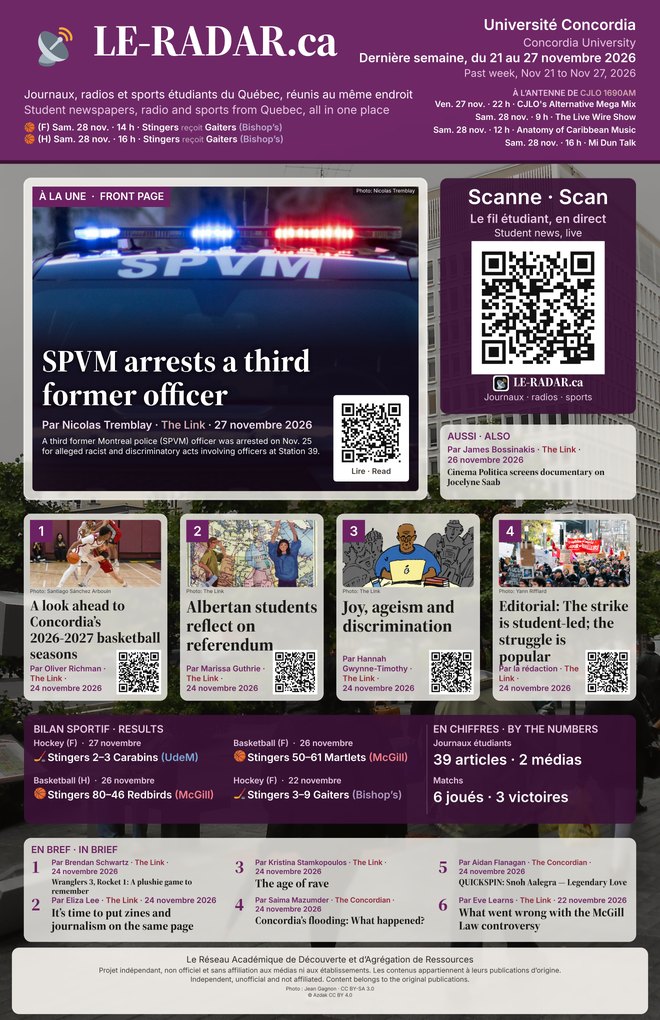 LE-RADAR.ca
Université Concordia
Concordia University
Dernière semaine, du 21 au 27 novembre 2026
Past week, Nov 21 to Nov 27, 2026
Journaux, radios et sports étudiants du Québec, réunis au même endroit
Student newspapers, radio and sports from Quebec, all in one place
(F) Sam. 28 nov. · 14 h · Stingers reçoit Gaiters (Bishop's)
(H) Sam. 28 nov. · 16 h · Stingers reçoit Gaiters (Bishop's)
À L'ANTENNE DE CJLO 1690AM
Ven. 27 nov. · 22 h · CJLO's Alternative Mega Mix
Sam. 28 nov. · 9 h · The Live Wire Show
Sam. 28 nov. · 12 h · Anatomy of Caribbean Music
Sam. 28 nov. · 16 h · Mi Dun Talk
À LA UNE · FRONT PAGE
Photo: Nicolas Tremblay
SPVM
SPVM arrests a third
former officer
Par Nicolas Tremblay · The Link · 27 novembre 2026
A third former Montreal police (SPVM) officer was arrested on Nov. 25
for alleged racist and discriminatory acts involving officers at Station 39.
Lire · Read
Scanne · Scan
Le fil étudiant, en direct
Student news, live
LE-RADAR.ca
Journaux · radios · sports
AUSSI · ALSO
Par James Bossinakis · The Link ·
26 novembre 2026
Cinema Politica screens documentary on
Jocelyne Saab
1
Photo: Santiago Sánchez Arbouin
A look ahead to
Concordia's
2026-2027 basketball
seasons
Par Oliver Richman ·
The Link ·
24 novembre 2026
2
Photo: The Link
Albertan students
reflect on
referendum
Par Marissa Guthrie ·
The Link ·
24 novembre 2026
3
Photo: The Link
Joy, ageism and
discrimination
Par Hannah
Gwynne-Timothy ·
The Link ·
24 novembre 2026
4
Photo: Yann Riffard
Editorial: The strike
is student-led; the
struggle is
popular
Par la rédaction · The
Link ·
24 novembre 2026
BILAN SPORTIF · RESULTS
Hockey (F) · 27 novembre
Stingers 2–3 Carabins (UdeM)
Basketball (F) · 26 novembre
Stingers 50–61 Martlets (McGill)
Basketball (H) · 26 novembre
Stingers 80–46 Redbirds (McGill)
Hockey (F) · 22 novembre
Stingers 3–9 Gaiters (Bishop's)
EN CHIFFRES · BY THE NUMBERS
Journaux étudiants
39 articles · 2 médias
Matchs
6 joués · 3 victoires
EN BREF · IN BRIEF
1
Par Brendan Schwartz · The Link ·
24 novembre 2026
Wranglers 3, Rocket 1: A plushie game to
remember
2
Par Eliza Lee · The Link · 24 novembre 2026
It's time to put zines and
journalism on the same page
3
Par Kristina Stamkopoulos · The Link ·
24 novembre 2026
The age of rave
4
Par Saima Mazumder · The Concordian ·
24 novembre 2026
Concordia's flooding: What happened?
5
Par Aidan Flanagan · The Concordian ·
24 novembre 2026
QUICKSPIN: Snoh Aalegra — Legendary Love
6
Par Eve Learns · The Link · 22 novembre 2026
What went wrong with the McGill
Law controversy
Le Réseau Académique de Découverte et d'Agrégation de Ressources
Projet indépendant, non officiel et sans affiliation aux médias ni aux établissements. Les contenus appartiennent à leurs publications d'origine.
Independent, unofficial and not affiliated. Content belongs to the original publications.
Photo : Jean Gagnon · CC BY-SA 3.0
© Azdak CC BY 4.0